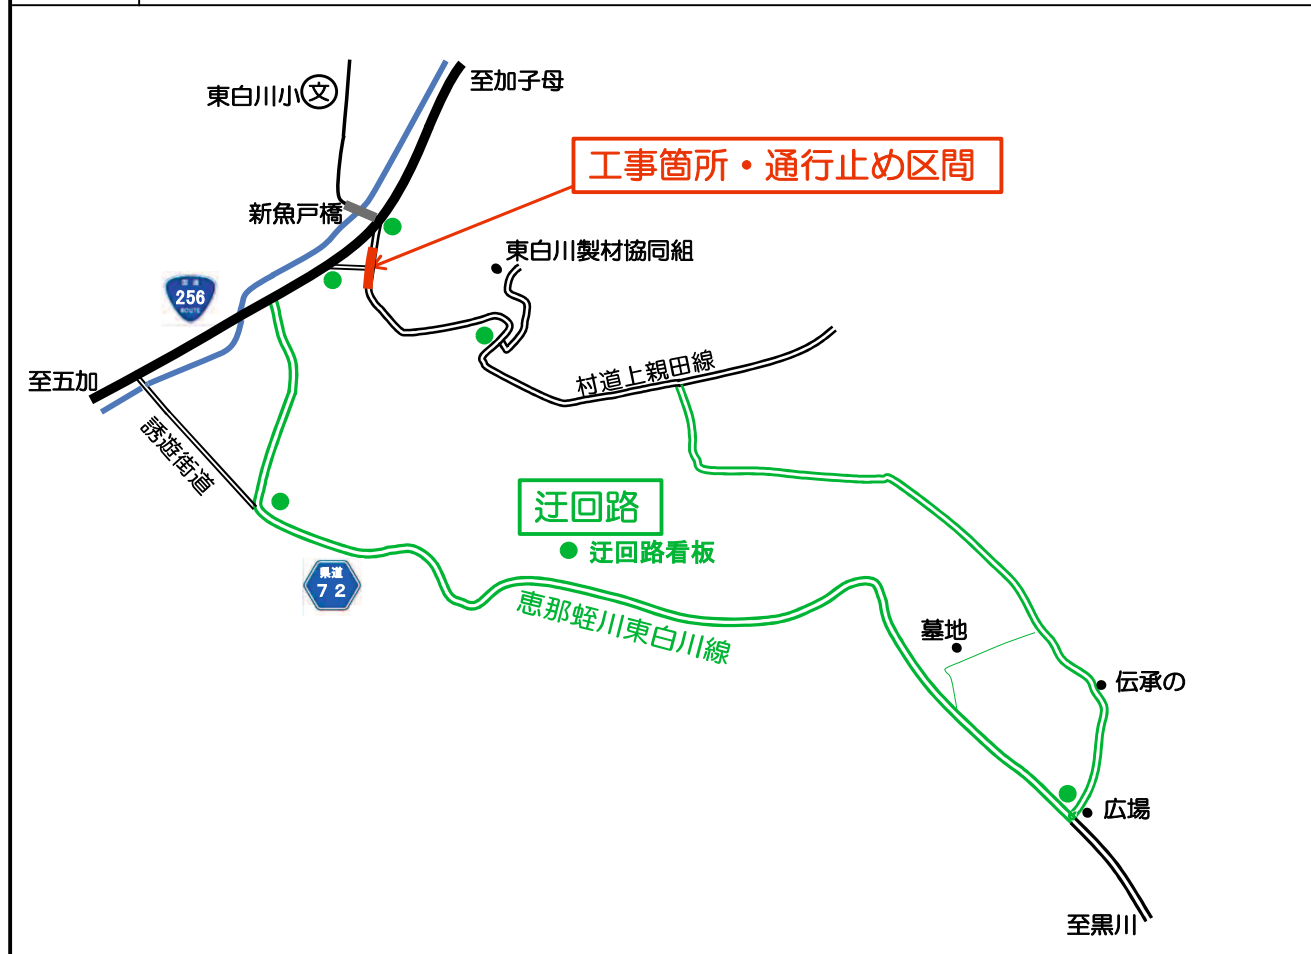 至加子母
東白川小
文
工事箇所・通行止め区間
新魚戸橋
東白川製材協同組
国道
256
ROUTE
至五加
村道上親田線
誘遊街道
迂回路
迂回路看板
県道
72
恵那蛭川東白川線
墓地
伝承の
広場
至黒川